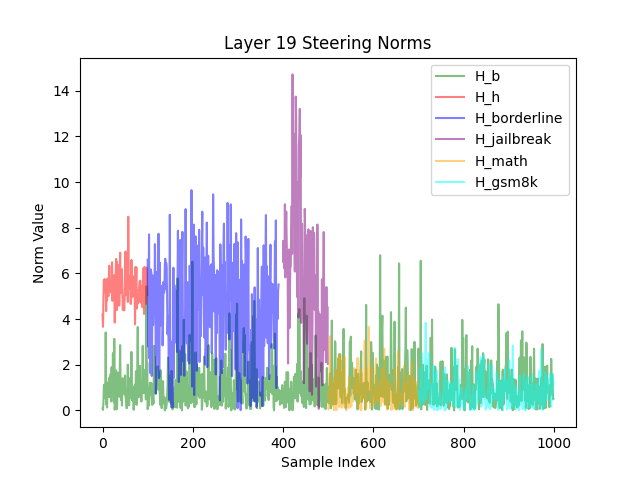 Layer 19 Steering Norms
H_b
H_h
H_borderline
H_jailbreak
H_math
H_gsm8k
14
12
10
8
6
4
2
0
Norm Value
0
200
400
600
800
1000
Sample Index